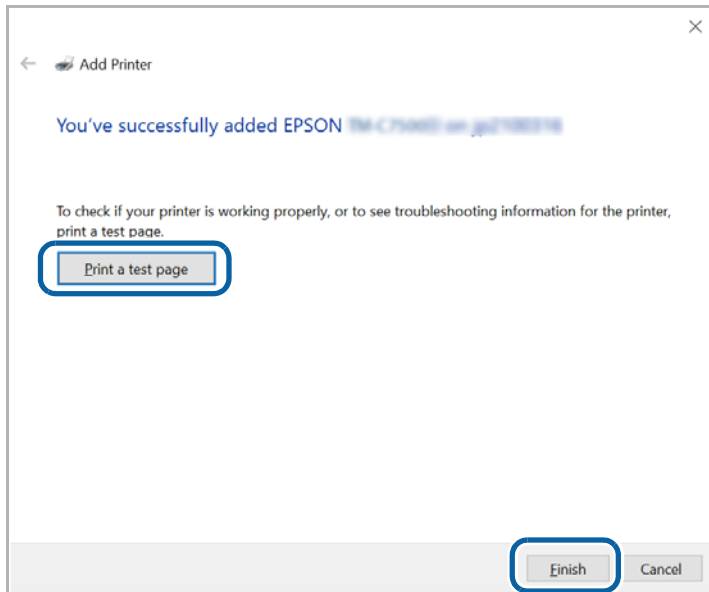 Add Printer
You've successfully added EPSON
To check if your printer is working properly, or to see troubleshooting information for the printer,
print a test page.
Print a test page
Finish
Cancel